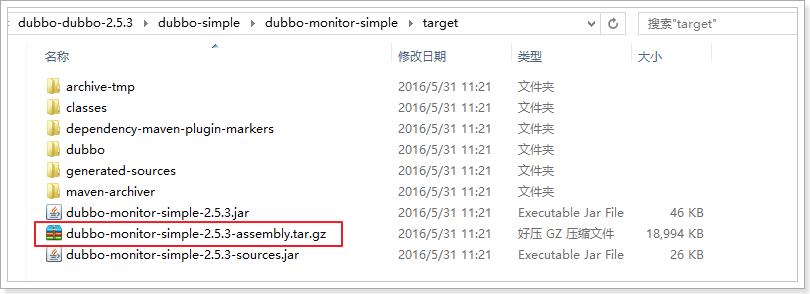 dubbo-dubbo-2.5.3 › dubbo-simple › dubbo-monitor-simple › target 搜索"target"
名称 修改日期 类型 大小
archive-tmp 2016/5/31 11:21 文件夹
classes 2016/5/31 11:21 文件夹
dependency-maven-plugin-markers 2016/5/31 11:21 文件夹
dubbo 2016/5/31 11:21 文件夹
generated-sources 2016/5/31 11:21 文件夹
maven-archiver 2016/5/31 11:21 文件夹
dubbo-monitor-simple-2.5.3.jar 2016/5/31 11:21 Executable Jar File 46 KB
dubbo-monitor-simple-2.5.3-assembly.tar.gz 2016/5/31 11:21 好压 GZ 压缩文件 18,994 KB
dubbo-monitor-simple-2.5.3-sources.jar 2016/5/31 11:21 Executable Jar File 26 KB